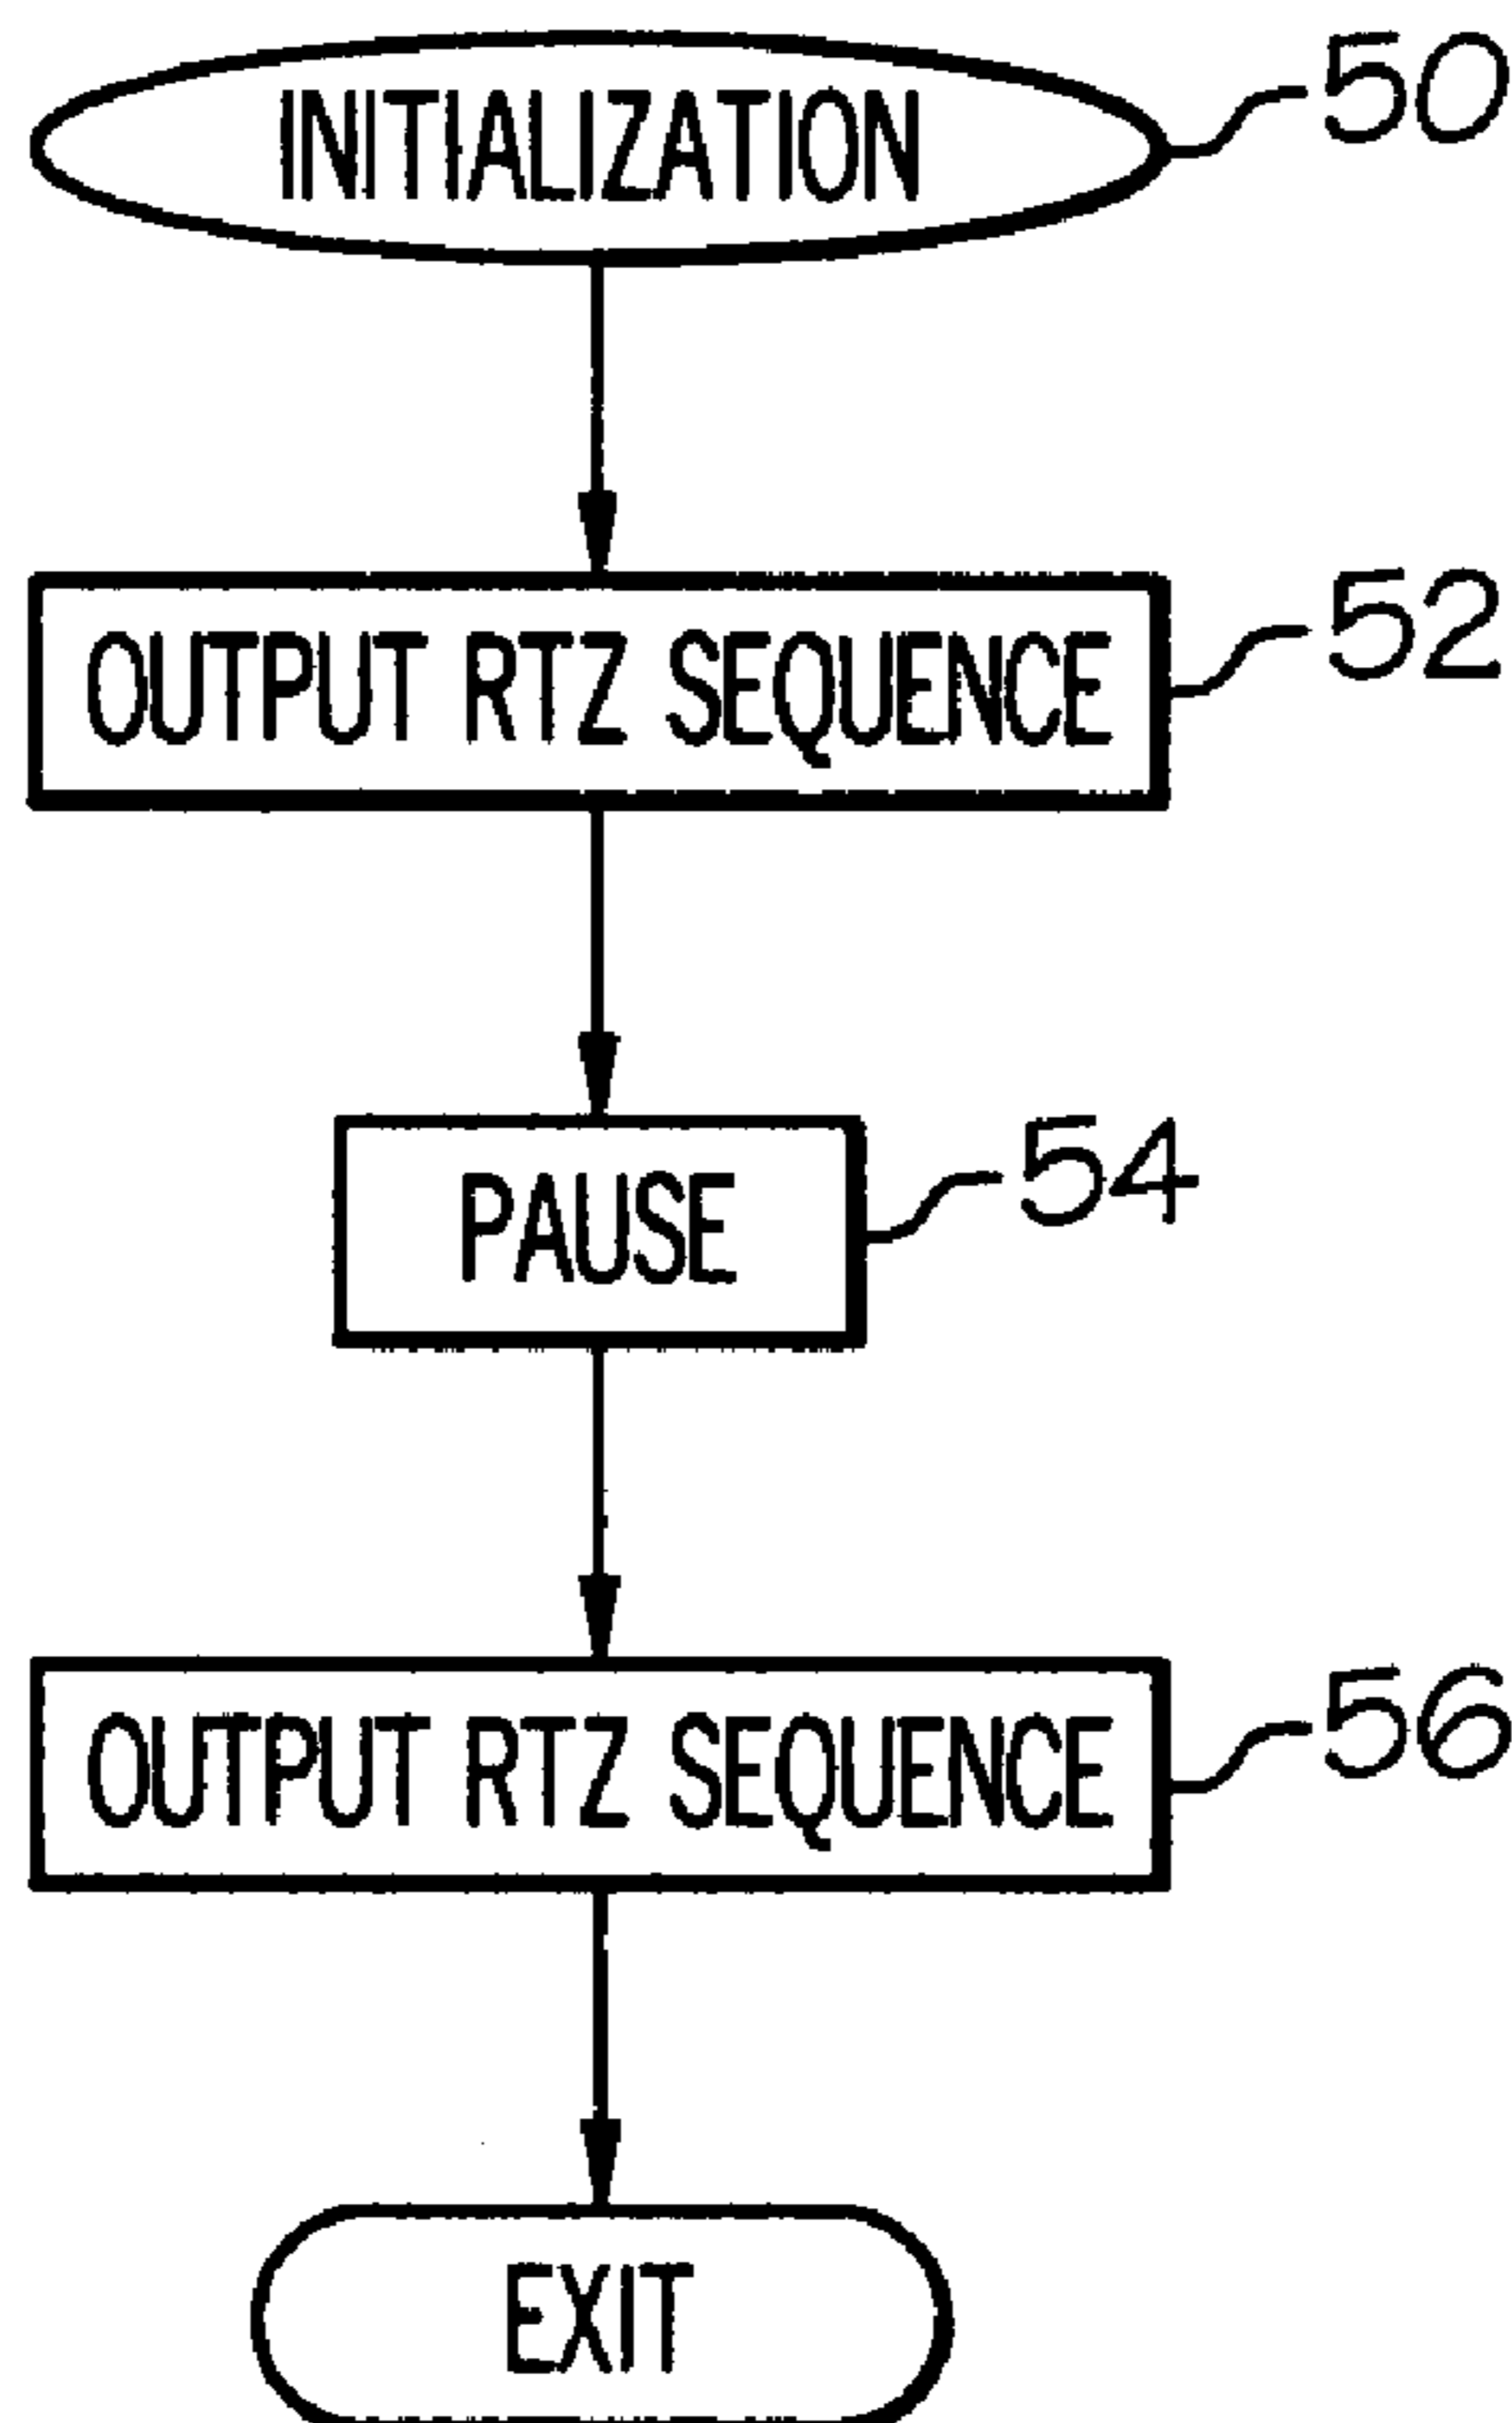 INITIALIZATION
50
OUTPUT RTZ SEQUENCE
52
PAUSE
54
OUTPUT RTZ SEQUENCE
56
EXIT